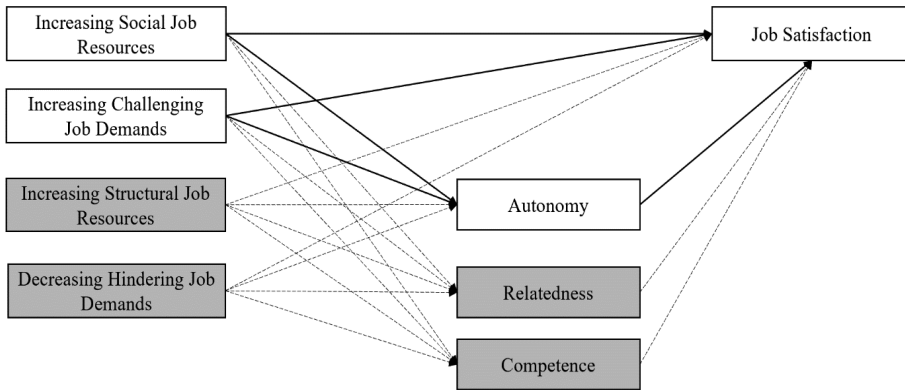 Increasing Social Job
Resources
Job Satisfaction
Increasing Challenging
Job Demands
Increasing Structural Job
Resources
Autonomy
Decreasing Hindering Job
Demands
Relatedness
Competence